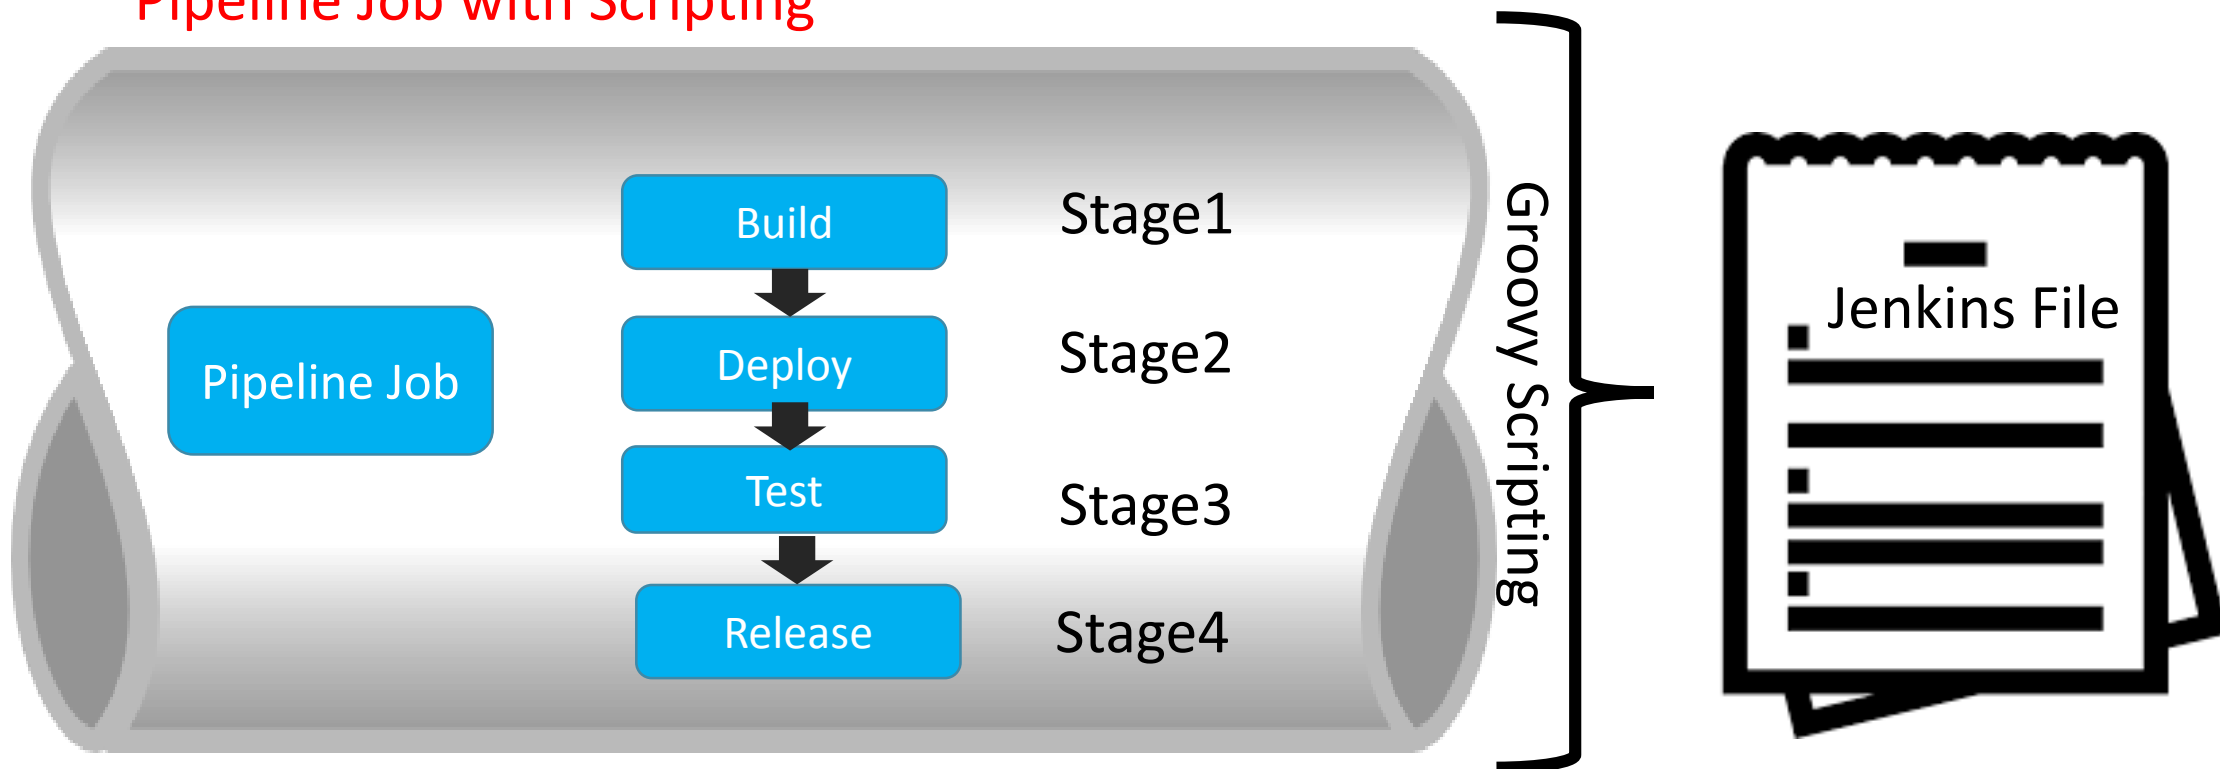 Pipeline Job with Scripting
Build
Stage1
Deploy
Stage2
Pipeline Job
Test
Stage3
Release
Stage4
Groovy Scripting
Jenkins File